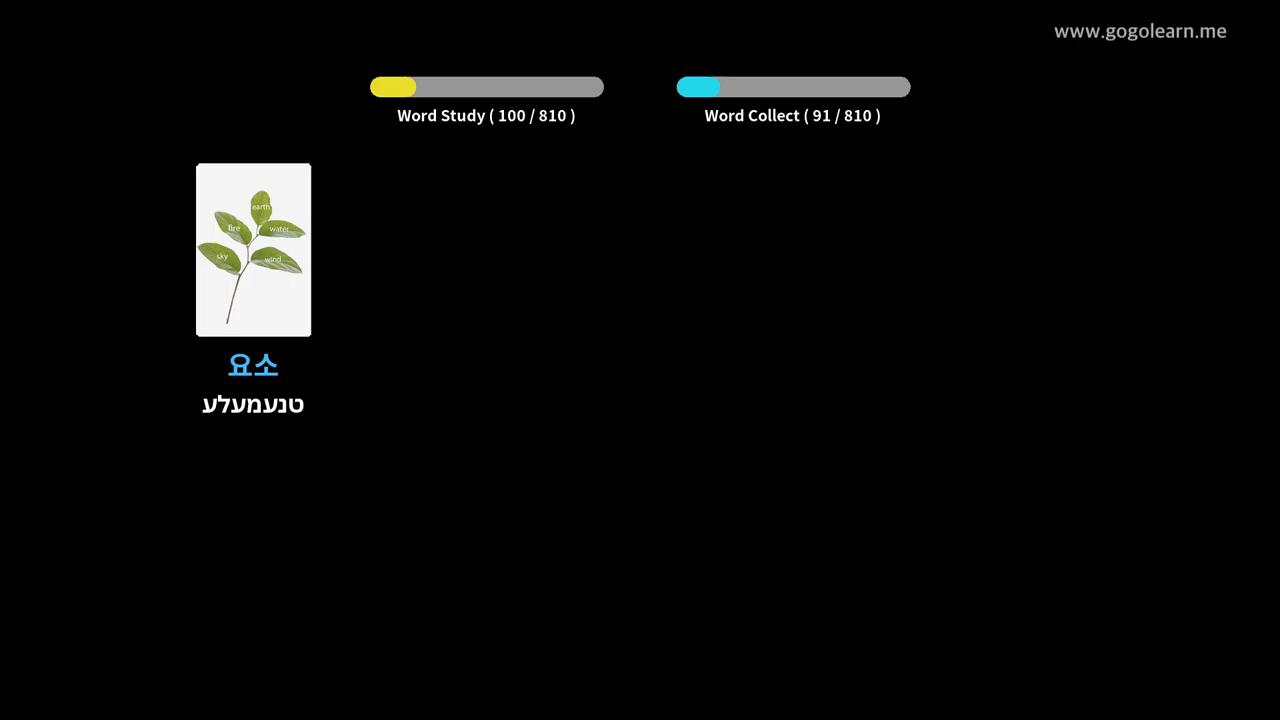 www.gogolearn.me
Word Study ( 100 / 810 )
Word Collect ( 91 / 810 )
earth
fire
water
sky
wind
요소
טנעמעלע